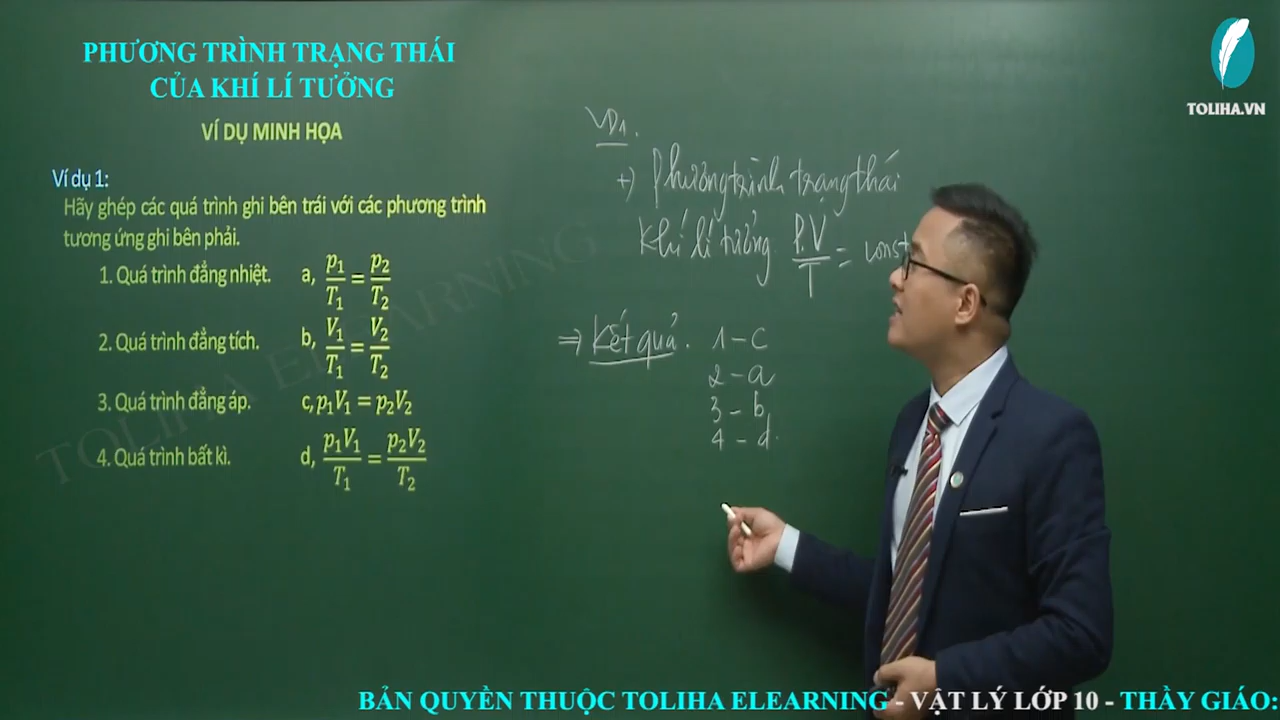 PHƯƠNG TRÌNH TRẠNG THÁI
CỦA KHÍ LÍ TƯỞNG
VÍ DỤ MINH HỌA
Ví dụ 1:
Hãy ghép các quá trình ghi bên trái với các phương trình
tương ứng ghi bên phải.
1. Quá trình đẳng nhiệt. a, p₁/T₁ = p₂/T₂
2. Quá trình đẳng tích. b, V₁/T₁ = V₂/T₂
3. Quá trình đẳng áp. c, p₁V₁ = p₂V₂
4. Quá trình bất kì. d, p₁V₁/T₁ = p₂V₂/T₂
TOLIHA ELEARNING
VD1.
+) Phương trình trạng thái
khí lí tưởng P.V/T = const
⇒ Kết quả. 1 – c
2 – a
3 – b
4 – d.
TOLIHA.VN
BẢN QUYỀN THUỘC TOLIHA ELEARNING - VẬT LÝ LỚP 10 - THẦY GIÁO: